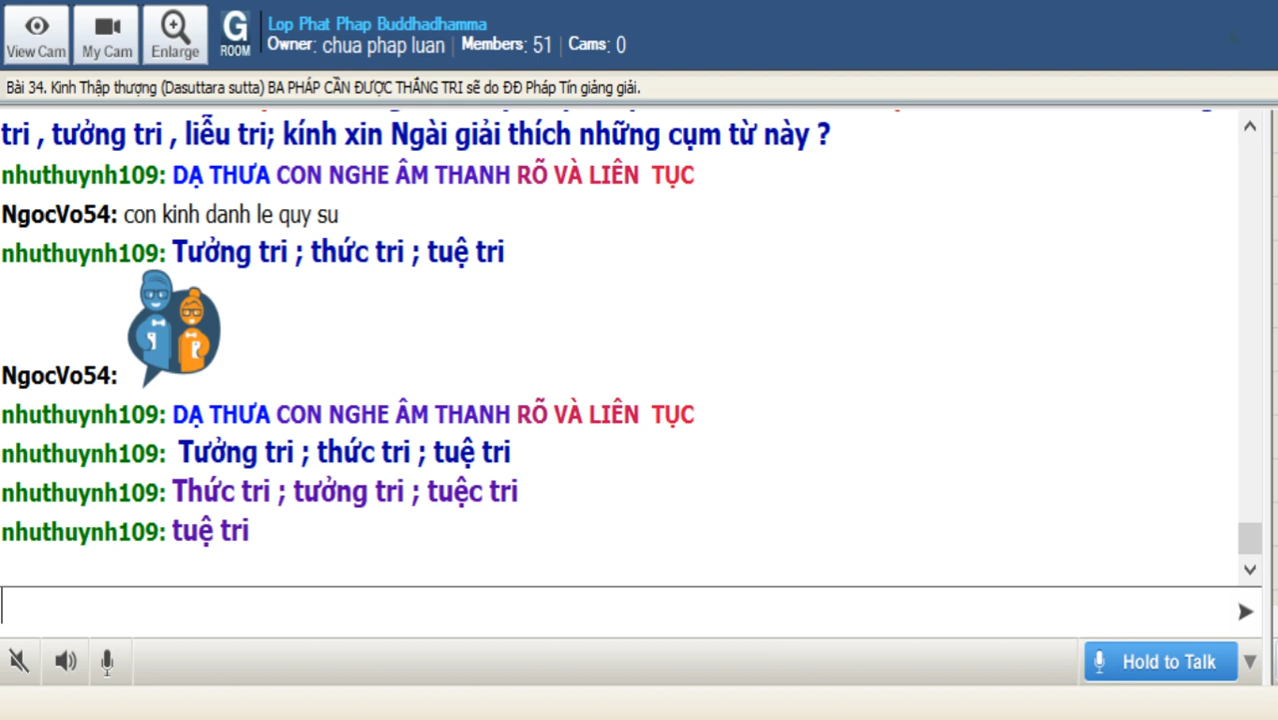 View Cam
My Cam
Enlarge
G
ROOM
Lop Phat Phap Buddhadhamma
Owner: chua phap luan | Members: 51 | Cams: 0
Bài 34. Kinh Thập thượng (Dasuttara sutta) BA PHÁP CẦN ĐƯỢC THẮNG TRI sẽ do ĐĐ Pháp Tín giảng giải.
tri , tưởng tri , liễu tri; kính xin Ngài giải thích những cụm từ này ?
nhuthuynh109: DẠ THƯA CON NGHE ÂM THANH RÕ VÀ LIÊN TỤC
NgocVo54: con kinh danh le quy su
nhuthuynh109: Tưởng tri ; thức tri ; tuệ tri
NgocVo54:
nhuthuynh109: DẠ THƯA CON NGHE ÂM THANH RÕ VÀ LIÊN TỤC
nhuthuynh109: Tưởng tri ; thức tri ; tuệ tri
nhuthuynh109: Thức tri ; tưởng tri ; tuệc tri
nhuthuynh109: tuệ tri
Hold to Talk